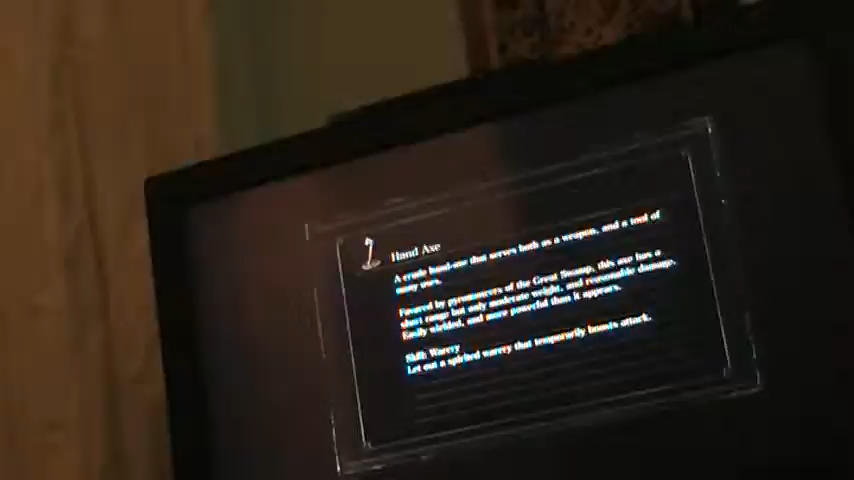 Hand Axe
A crude hand-axe that serves both as a weapon, and a tool of
many uses.
Favored by pyromancers of the Great Swamp, this axe has a
short range but only moderate weight, and reasonable damage.
Easily wielded, and more powerful than it appears.
Skill: Warcry
Let out a spirited warcry that temporarily boosts attack.